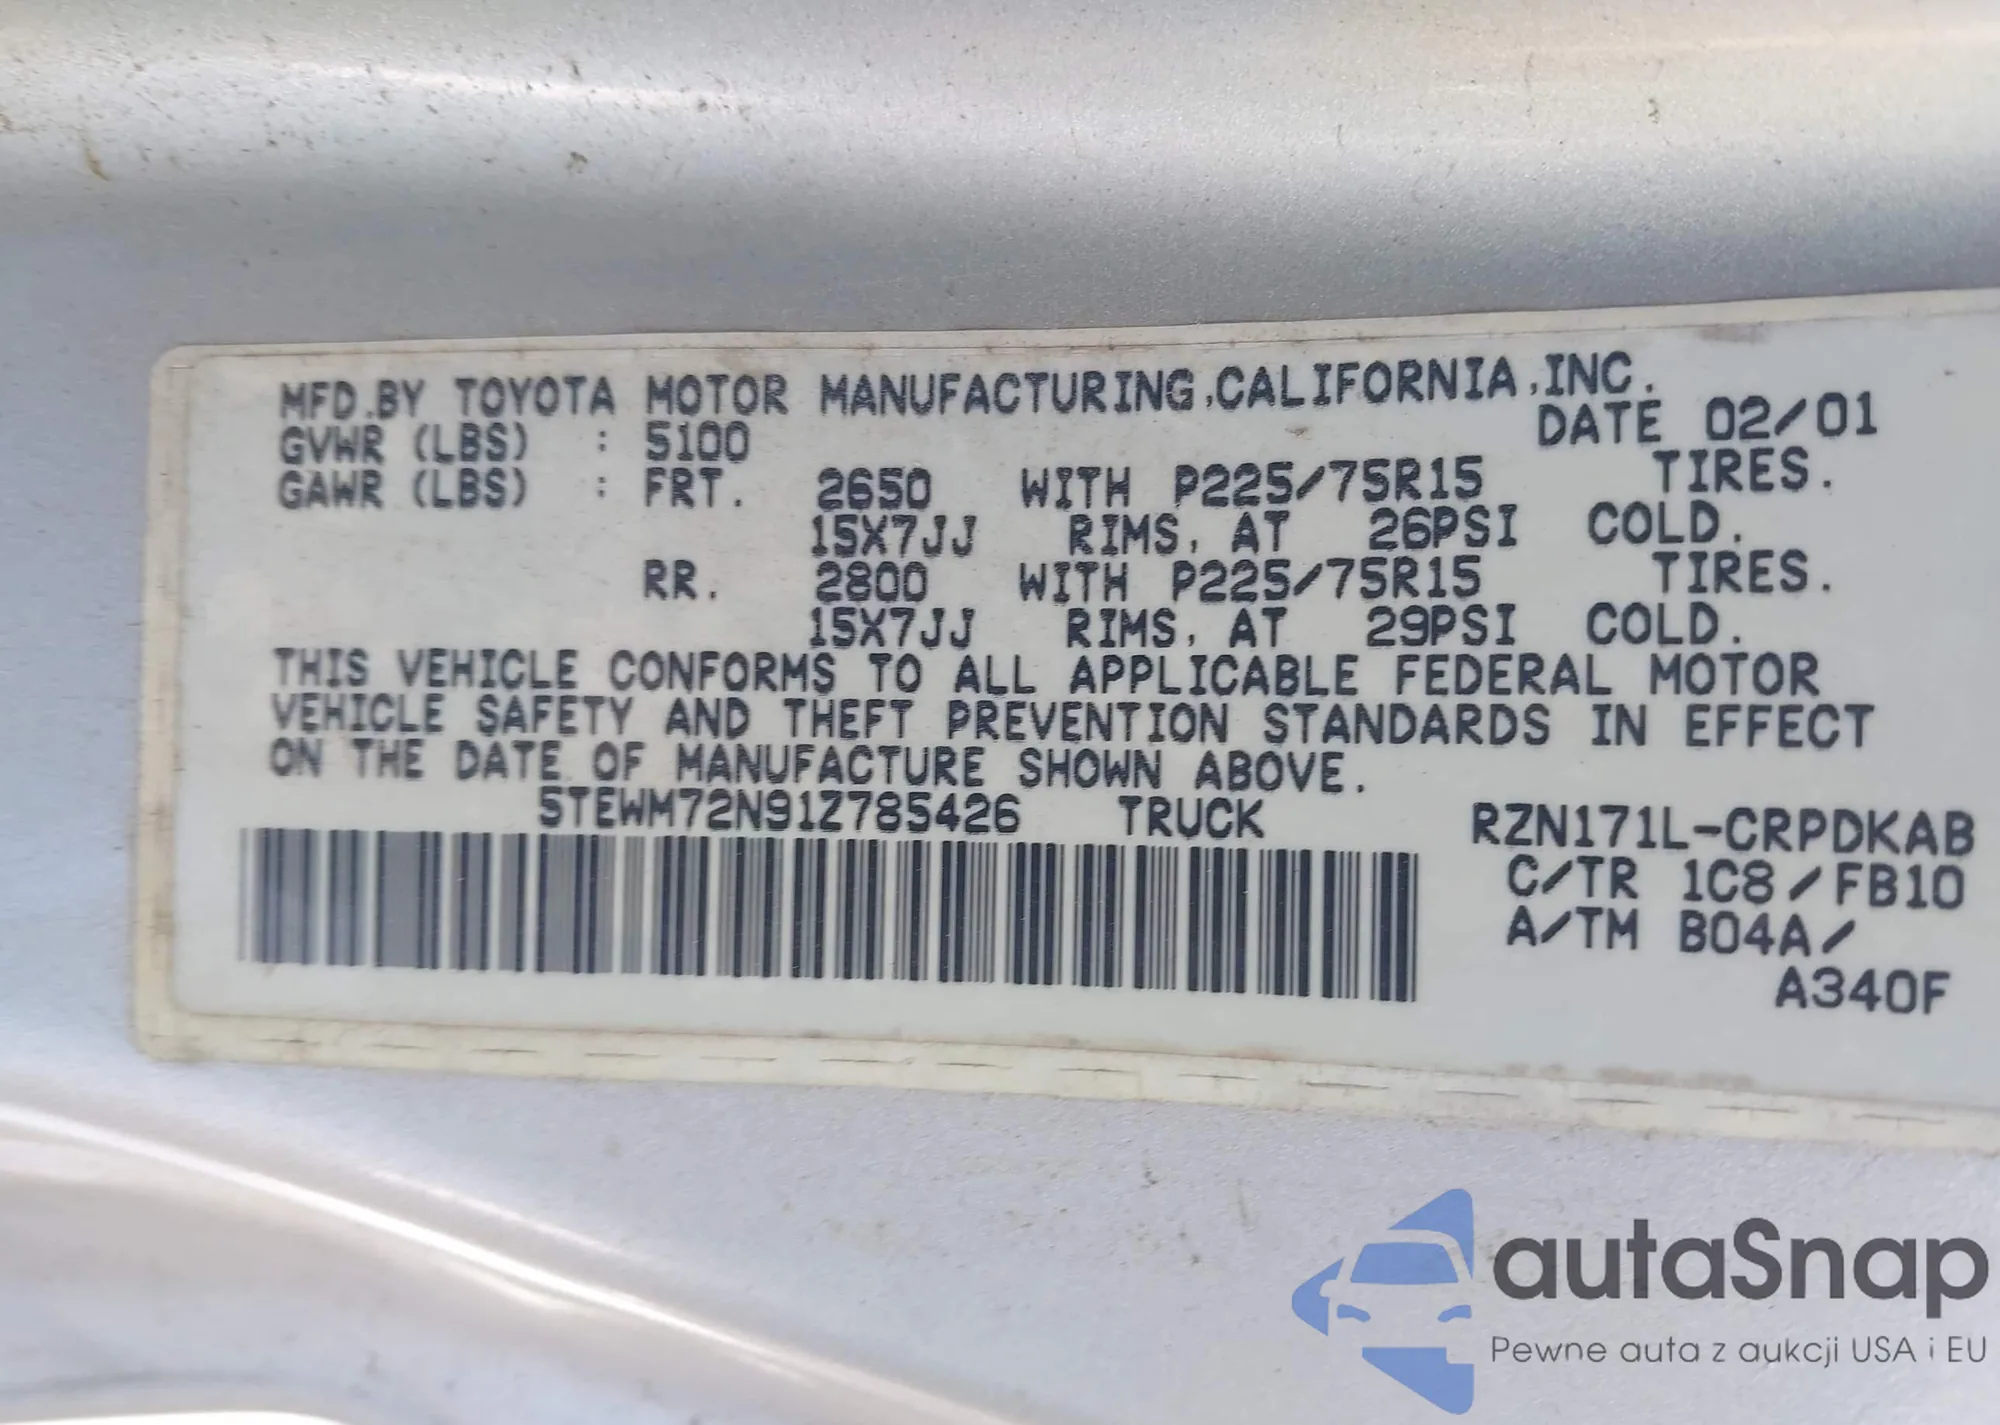 MFD.BY TOYOTA MOTOR MANUFACTURING,CALIFORNIA,INC.
DATE 02/01
GVWR (LBS) : 5100
GAWR (LBS) : FRT. 2650 WITH P225/75R15 TIRES.
15X7JJ RIMS, AT 26PSI COLD.
RR. 2800 WITH P225/75R15 TIRES.
15X7JJ RIMS, AT 29PSI COLD.
THIS VEHICLE CONFORMS TO ALL APPLICABLE FEDERAL MOTOR
VEHICLE SAFETY AND THEFT PREVENTION STANDARDS IN EFFECT
ON THE DATE OF MANUFACTURE SHOWN ABOVE.
5TEWM72N91Z785426 TRUCK RZN171L-CRPDKAB
C/TR 1C8/FB10
A/TM B04A/
A340F
autaSnap
Pewne auta z aukcji USA i EU